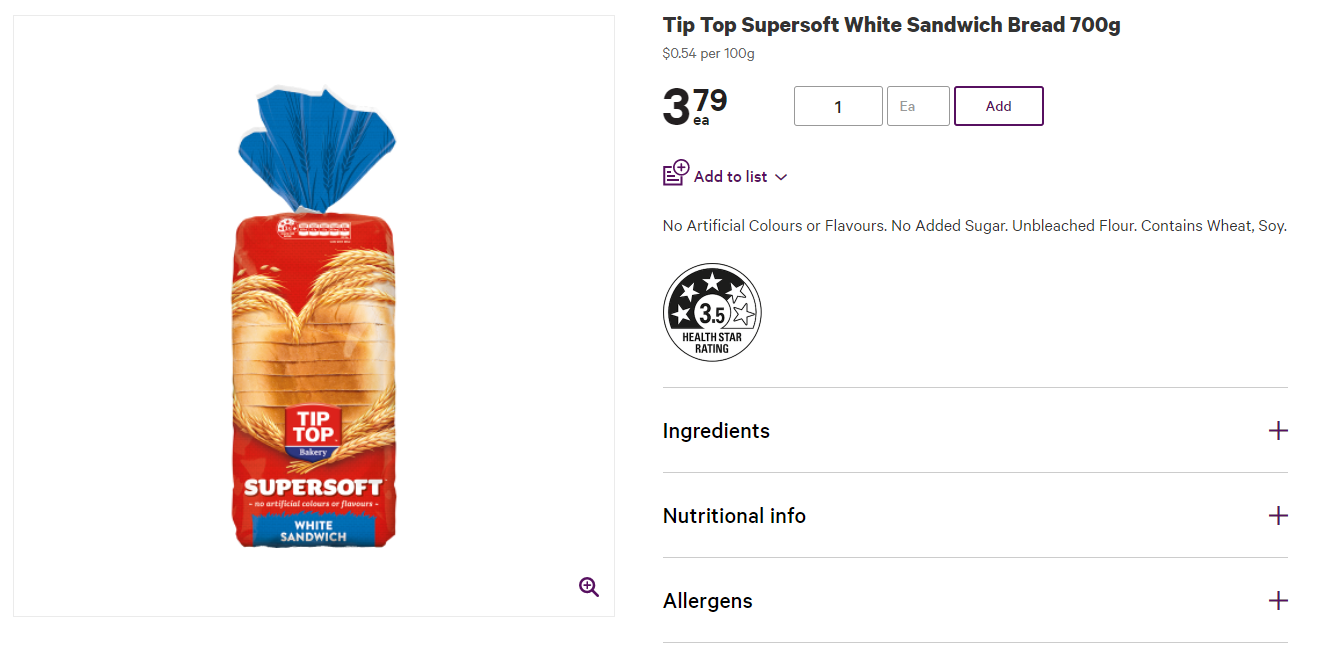 Tip Top Supersoft White Sandwich Bread 700g
$0.54 per 100g
3 79
ea
1
Ea
Add
Add to list
No Artificial Colours or Flavours. No Added Sugar. Unbleached Flour. Contains Wheat, Soy.
3.5
HEALTH STAR
RATING
Ingredients
Nutritional info
Allergens
TIP
TOP
Bakery
SUPERSOFT
- no artificial colours or flavours -
WHITE
SANDWICH